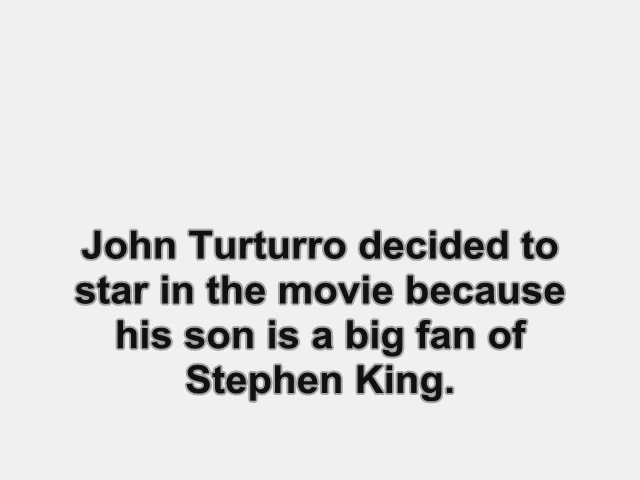 John Turturro decided to
star in the movie because
his son is a big fan of
Stephen King.